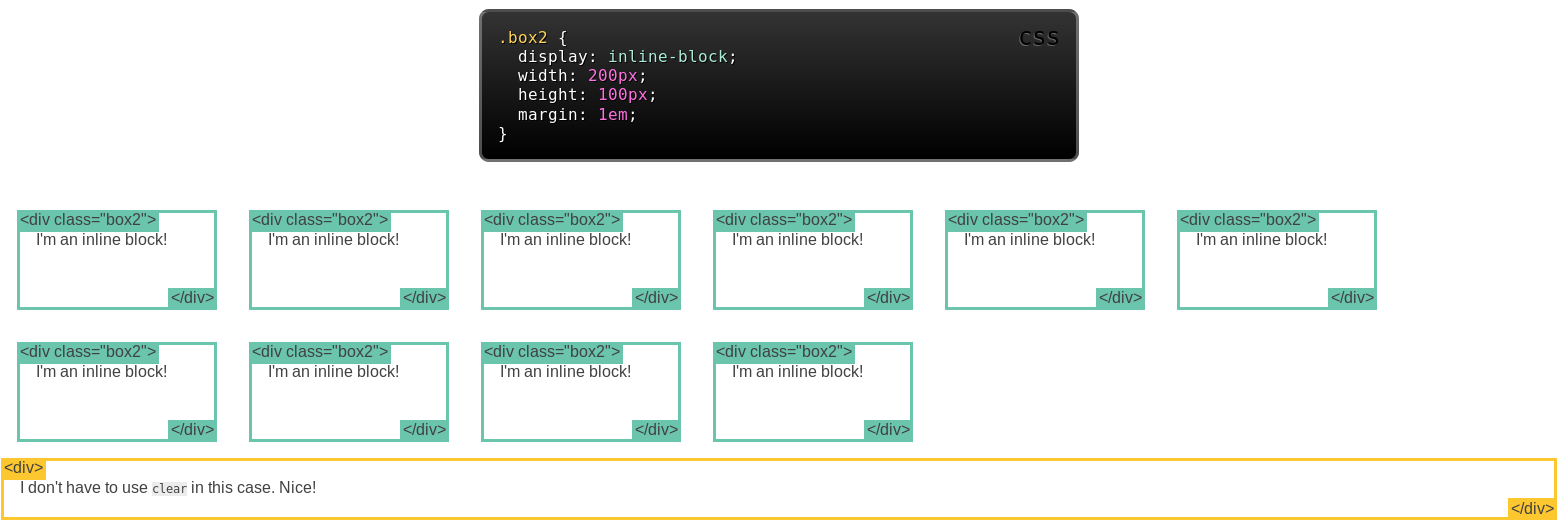 .box2 { CSS
  display: inline-block;
  width: 200px;
  height: 100px;
  margin: 1em;
}
<div class="box2"> <div class="box2"> <div class="box2"> <div class="box2"> <div class="box2"> <div class="box2">
I'm an inline block! I'm an inline block! I'm an inline block! I'm an inline block! I'm an inline block! I'm an inline block!
</div> </div> </div> </div> </div> </div>
<div class="box2"> <div class="box2"> <div class="box2"> <div class="box2">
I'm an inline block! I'm an inline block! I'm an inline block! I'm an inline block!
</div> </div> </div> </div>
<div>
I don't have to use clear in this case. Nice!
</div>